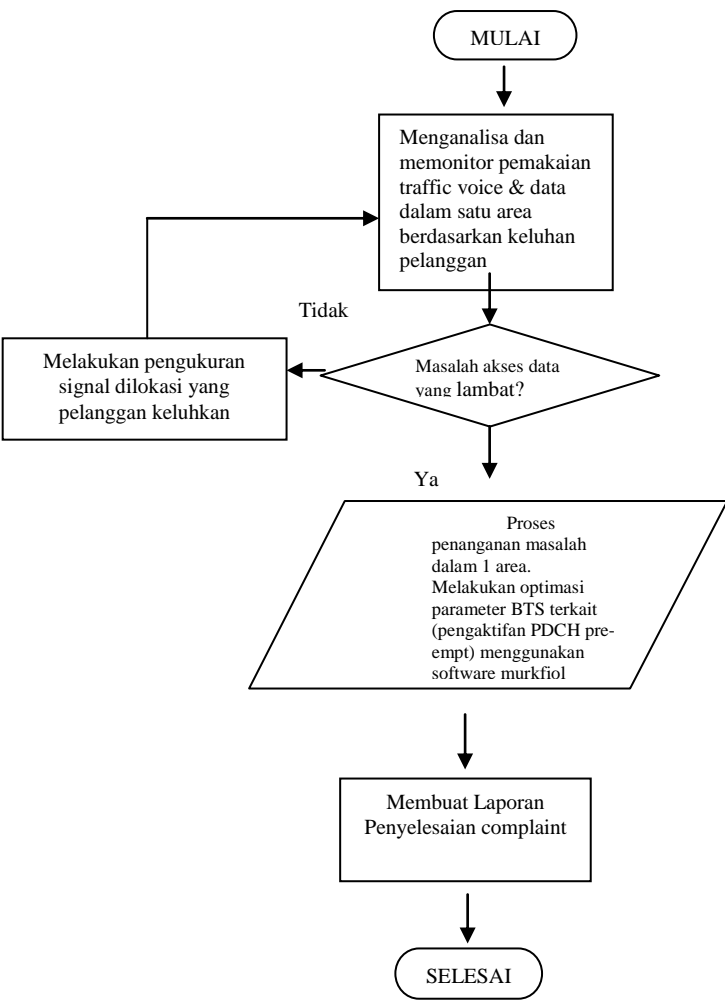 MULAI
Menganalisa dan
memonitor pemakaian
traffic voice & data
dalam satu area
berdasarkan keluhan
pelanggan
Tidak
Melakukan pengukuran
signal dilokasi yang
pelanggan keluhkan
Masalah akses data
yang lambat?
Ya
Proses
penanganan masalah
dalam 1 area.
Melakukan optimasi
parameter BTS terkait
(pengaktifan PDCH pre-
empt) menggunakan
software murkfiol
Membuat Laporan
Penyelesaian complaint
SELESAI